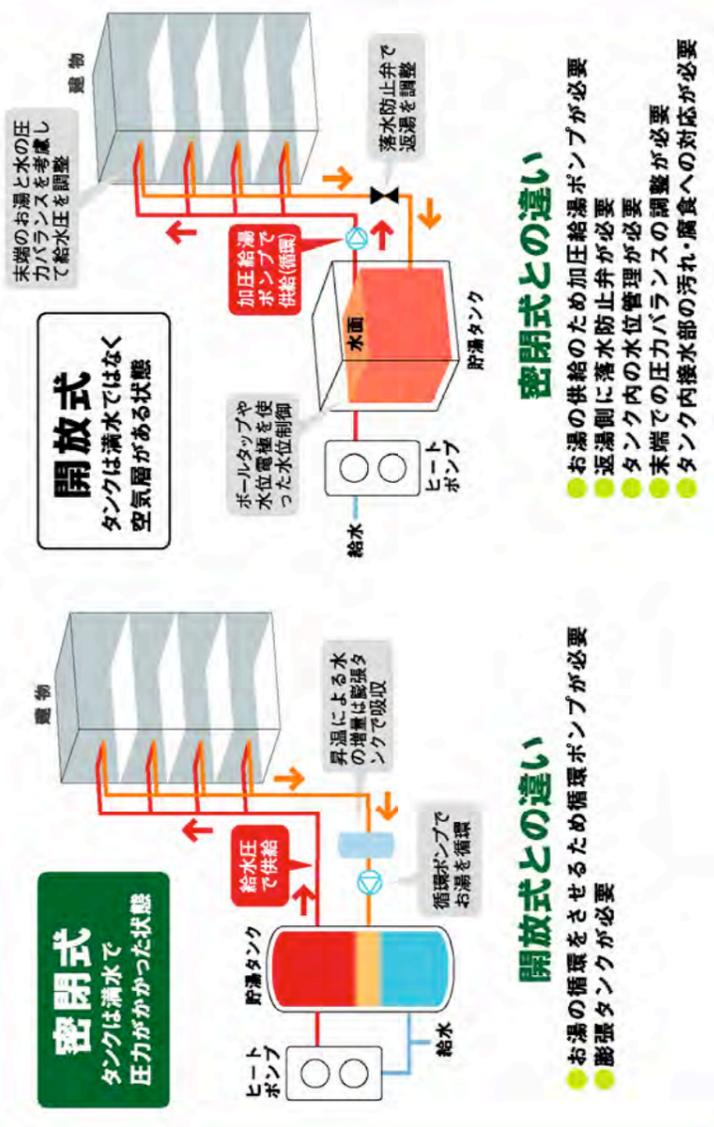 密閉式
タンクは満水で
圧力がかかった状態
建物
給水圧
で供給
昇温による水
の増量は膨張タ
ンクで吸収
循環ポンプで
お湯を循環
貯湯タンク
ヒート
ポンプ
給水
開放式との違い
●お湯の循環をさせるため循環ポンプが必要
●膨張タンクが必要
開放式
タンクは満水ではなく
空気層がある状態
末端のお湯と水の圧
力バランスを考慮し
て給水圧を調整
建物
加圧給湯
ポンプで
供給(循環)
落水防止弁で
返湯を調整
ボールタップや
水位電極を使
った水位制御
水面
貯湯タンク
ヒート
ポンプ
給水
密閉式との違い
●お湯の供給のため加圧給湯ポンプが必要
●返湯側に落水防止弁が必要
●タンク内の水位管理が必要
●末端での圧力バランスの調整が必要
●タンク内接水部の汚れ・腐食への対応が必要